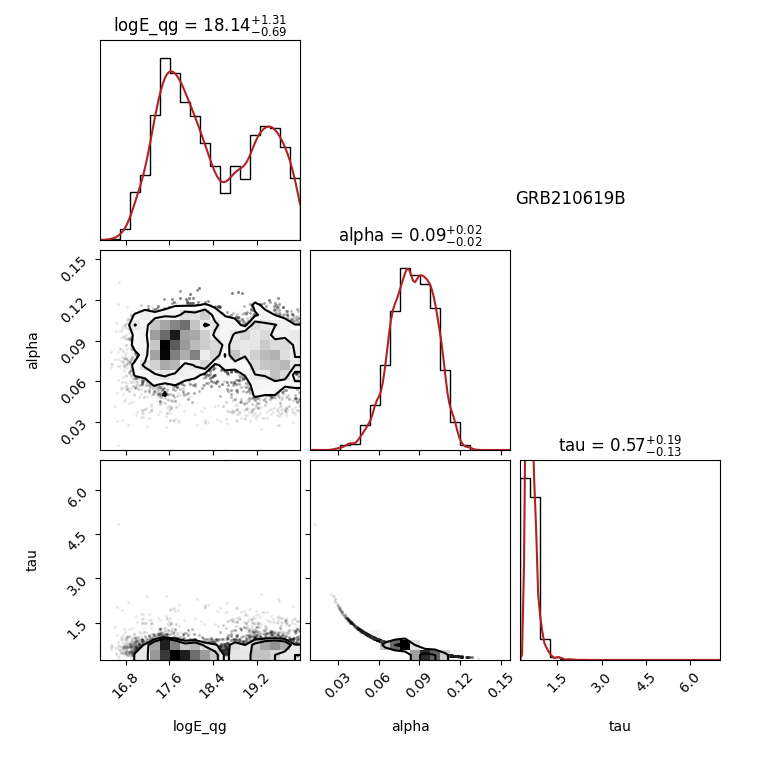 logE_qg = 18.14+1.31−0.69
GRB210619B
alpha = 0.09+0.02−0.02
0.15
0.12
0.09
0.06
0.03
alpha
tau = 0.57+0.19−0.13
6.0
4.5
3.0
1.5
tau
16.8 17.6 18.4 19.2
0.03 0.06 0.09 0.12 0.15
1.5 3.0 4.5 6.0
logE_qg alpha tau